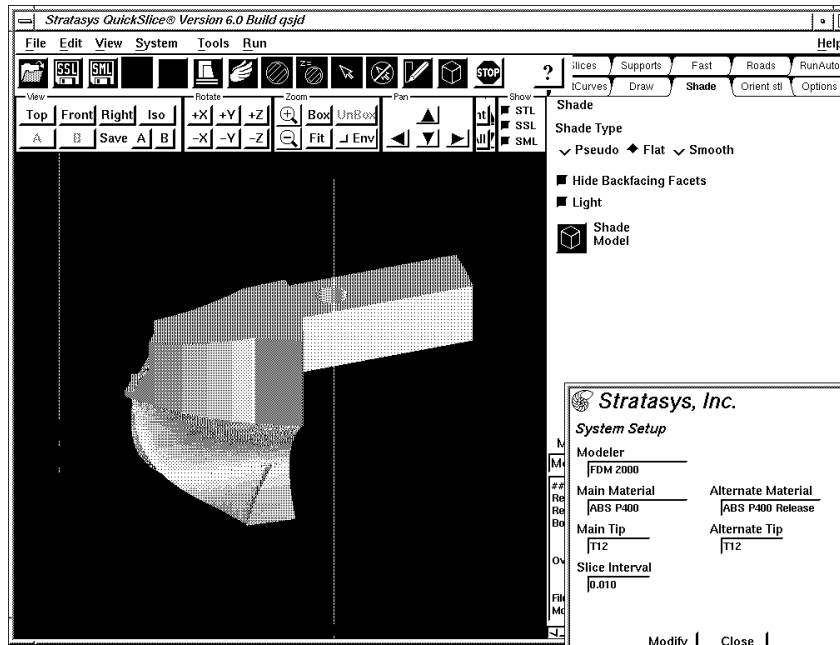 Stratasys QuickSlice® Version 6.0 Build qsjd
File Edit View System Tools Run Help
SSL SML Z= STOP ?
Slices Supports Fast Roads RunAuto
Curves Draw Shade Orient stl Options
View Rotate Zoom Pan Show
Top Front Right Iso +X +Y +Z Box UnBox STL
SSL
A B Save A B -X -Y -Z Fit Env SML
Shade
Shade Type
Pseudo Flat Smooth
Hide Backfacing Facets
Light
Shade
Model
Stratasys, Inc.
System Setup
Modeler
FDM 2000
Main Material Alternate Material
ABS P400 ABS P400 Release
Main Tip Alternate Tip
T12 T12
Slice Interval
0.010
Modify Close